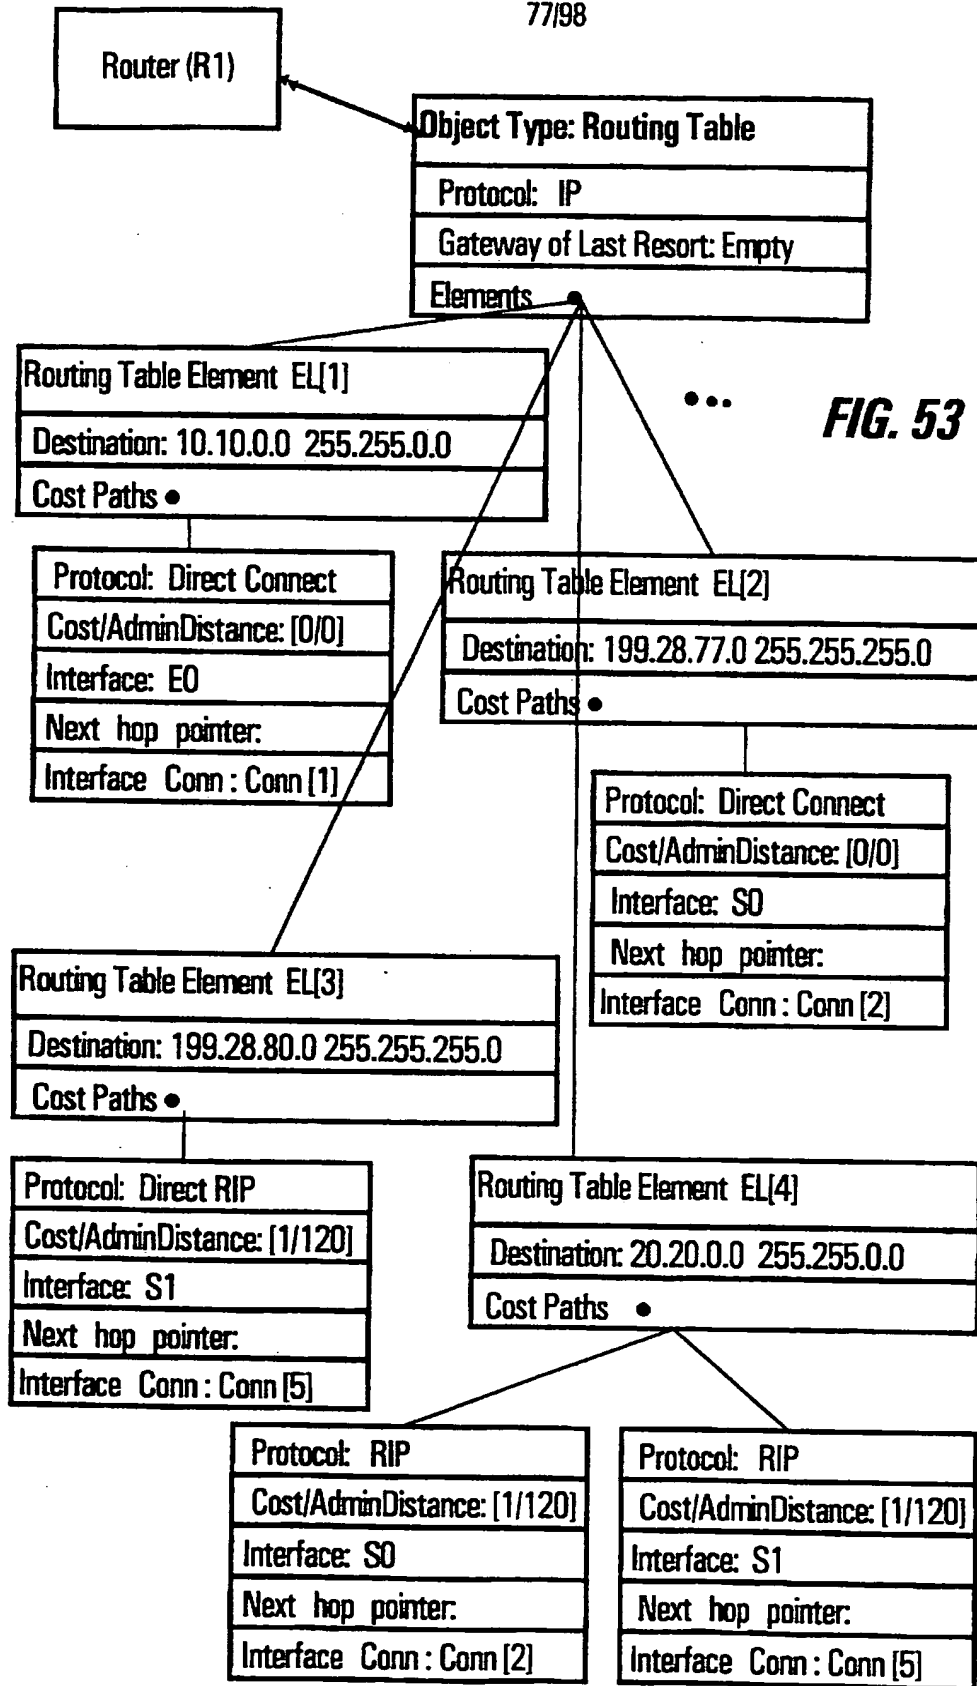 77/98
Router (R1)
Object Type: Routing Table
Protocol: IP
Gateway of Last Resort: Empty
Elements
Routing Table Element EL[1]
Destination: 10.10.0.0 255.255.0.0
Cost Paths
FIG. 53
Protocol: Direct Connect
Cost/AdminDistance: [0/0]
Interface: E0
Next hop pointer:
Interface Conn : Conn [1]
Routing Table Element EL[2]
Destination: 199.28.77.0 255.255.255.0
Cost Paths
Protocol: Direct Connect
Cost/AdminDistance: [0/0]
Interface: S0
Next hop pointer:
Interface Conn : Conn [2]
Routing Table Element EL[3]
Destination: 199.28.80.0 255.255.255.0
Cost Paths
Protocol: Direct RIP
Cost/AdminDistance: [1/120]
Interface: S1
Next hop pointer:
Interface Conn : Conn [5]
Routing Table Element EL[4]
Destination: 20.20.0.0 255.255.0.0
Cost Paths
Protocol: RIP
Cost/AdminDistance: [1/120]
Interface: S0
Next hop pointer:
Interface Conn : Conn [2]
Protocol: RIP
Cost/AdminDistance: [1/120]
Interface: S1
Next hop pointer:
Interface Conn : Conn [5]